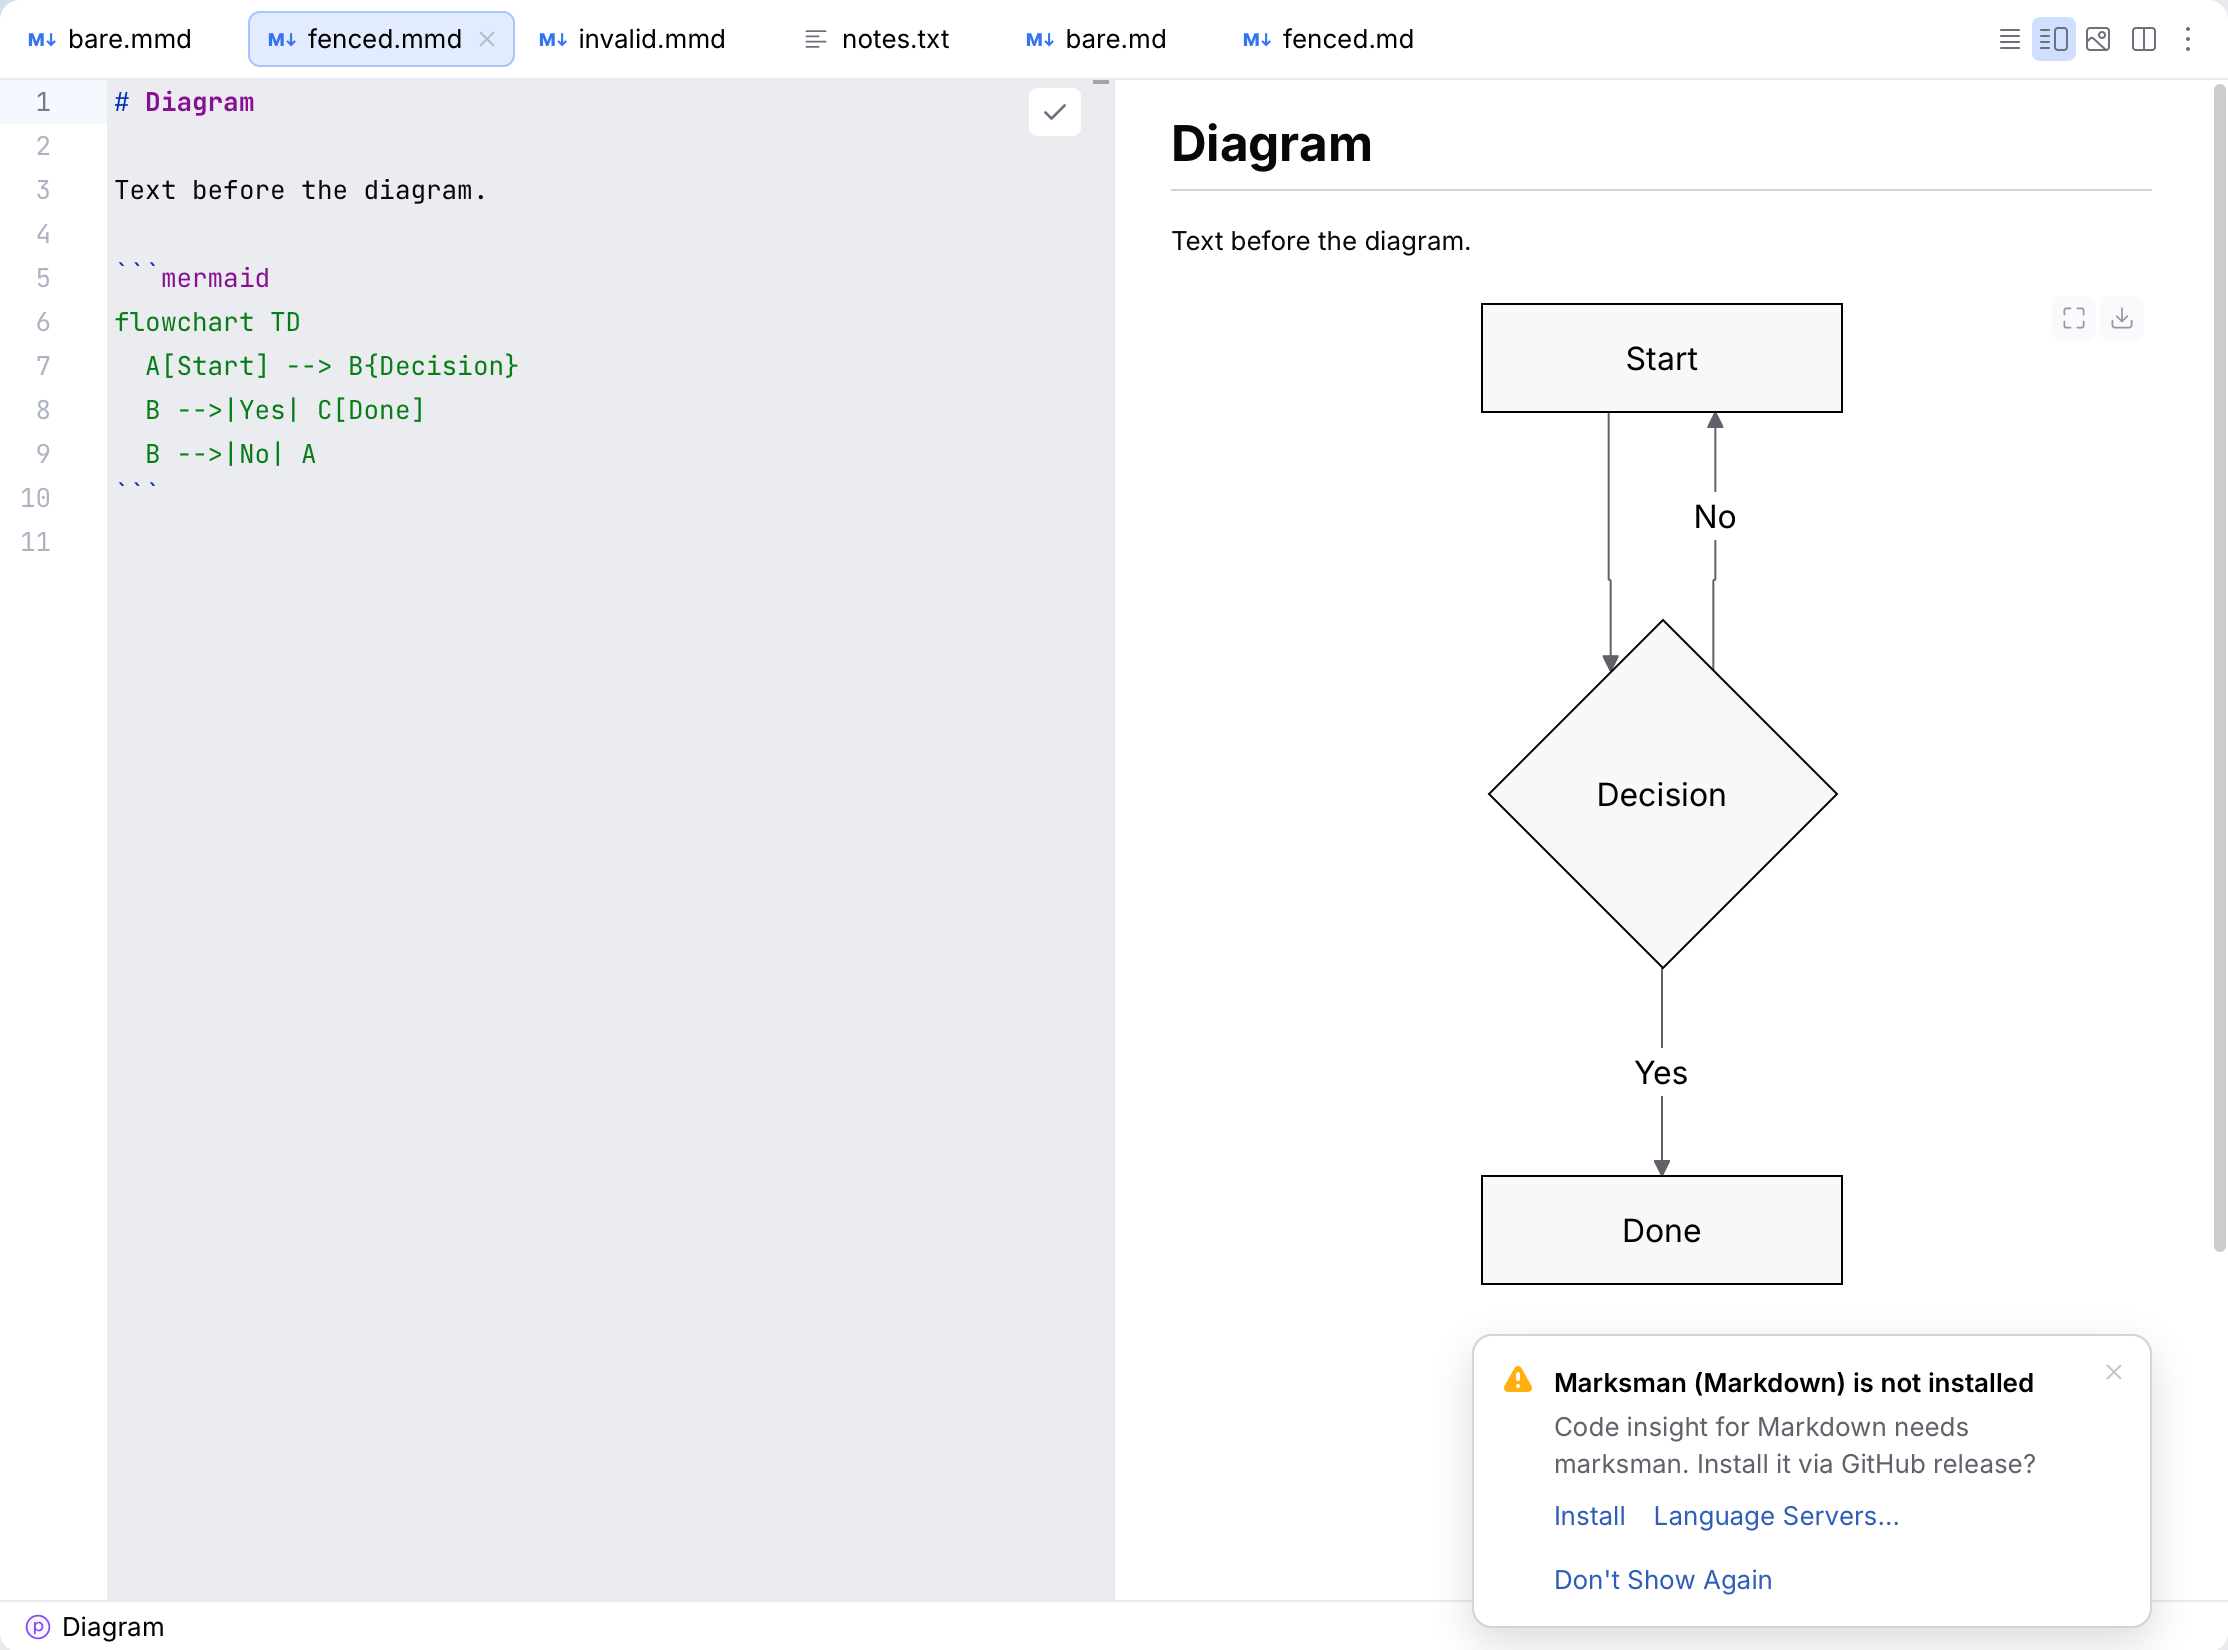 bare.mmd
fenced.mmd
invalid.mmd
notes.txt
bare.md
fenced.md
1 # Diagram
2
3 Text before the diagram.
4
5 ```mermaid
6 flowchart TD
7   A[Start] --> B{Decision}
8   B -->|Yes| C[Done]
9   B -->|No| A
10 ```
11
Diagram
Text before the diagram.
Start
No
Decision
Yes
Done
Marksman (Markdown) is not installed
Code insight for Markdown needs
marksman. Install it via GitHub release?
Install Language Servers...
Don't Show Again
Diagram